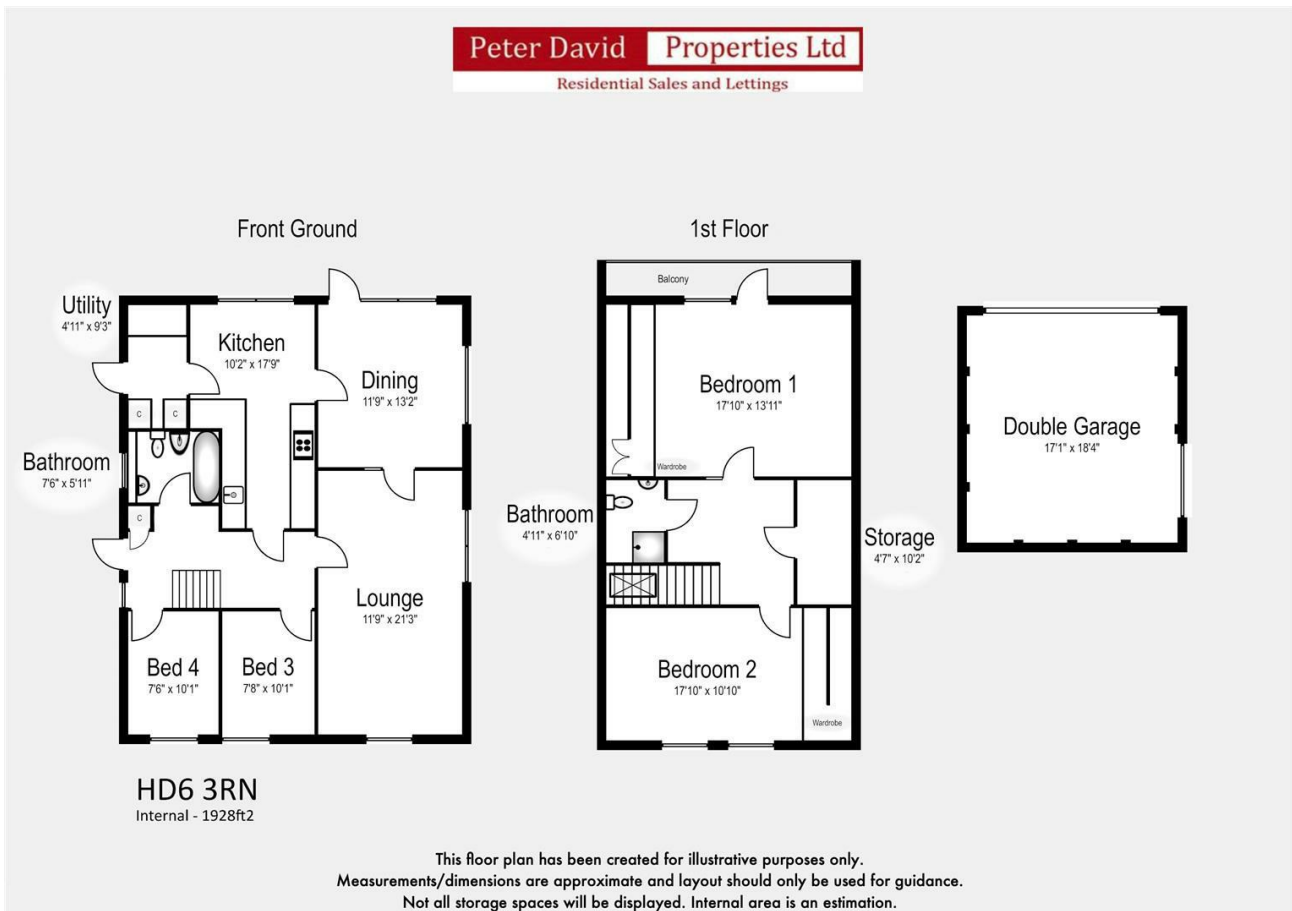 Peter David Properties Ltd
Residential Sales and Lettings
Front Ground
Utility
4'11" x 9'3"
Kitchen
10'2" x 17'9"
Dining
11'9" x 13'2"
C
C
Bathroom
7'6" x 5'11"
C
Lounge
11'9" x 21'3"
Bed 4
7'6" x 10'1"
Bed 3
7'8" x 10'1"
HD6 3RN
Internal - 1928ft2
1st Floor
Balcony
Bedroom 1
17'10" x 13'11"
Wardrobe
Bathroom
4'11" x 6'10"
Storage
4'7" x 10'2"
Bedroom 2
17'10" x 10'10"
Wardrobe
Double Garage
17'1" x 18'4"
This floor plan has been created for illustrative purposes only.
Measurements/dimensions are approximate and layout should only be used for guidance.
Not all storage spaces will be displayed. Internal area is an estimation.